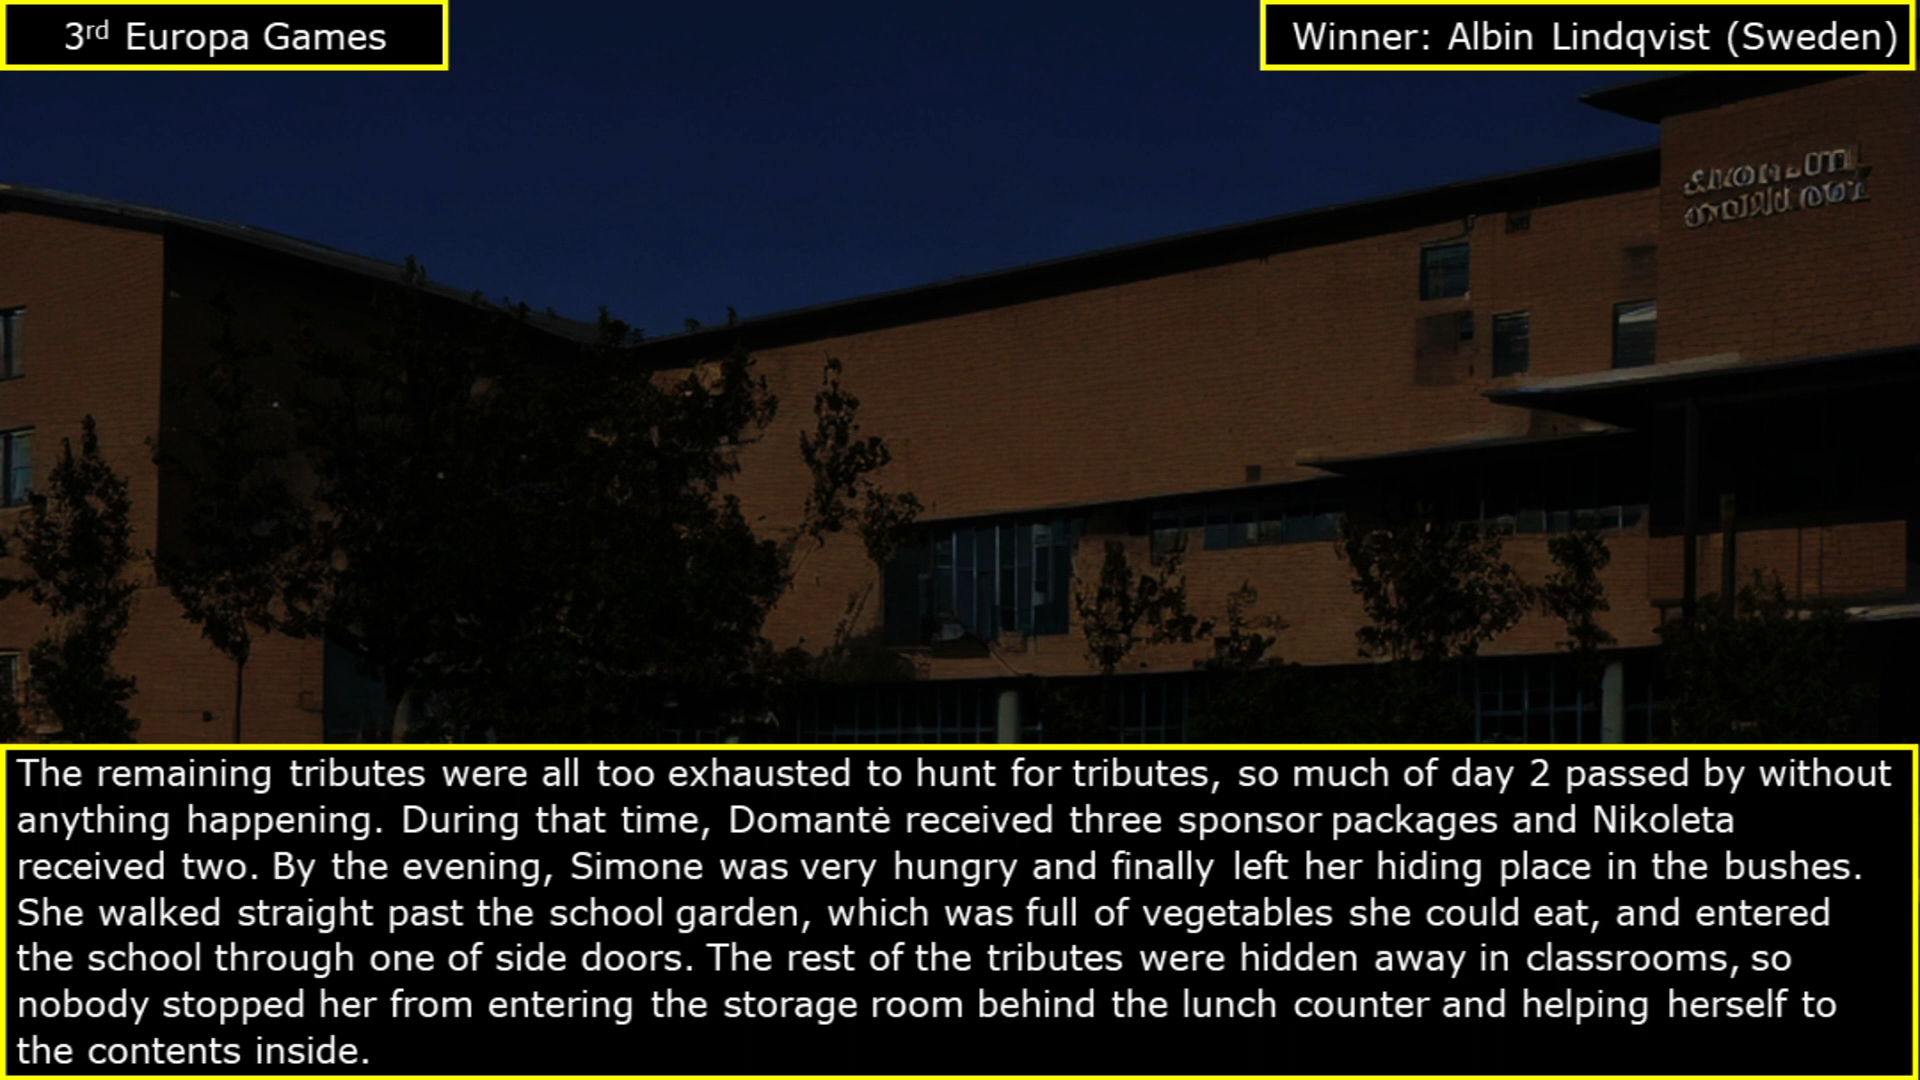 3rd Europa Games
Winner: Albin Lindqvist (Sweden)
The remaining tributes were all too exhausted to hunt for tributes, so much of day 2 passed by without
anything happening. During that time, Domantė received three sponsor packages and Nikoleta
received two. By the evening, Simone was very hungry and finally left her hiding place in the bushes.
She walked straight past the school garden, which was full of vegetables she could eat, and entered
the school through one of side doors. The rest of the tributes were hidden away in classrooms, so
nobody stopped her from entering the storage room behind the lunch counter and helping herself to
the contents inside.